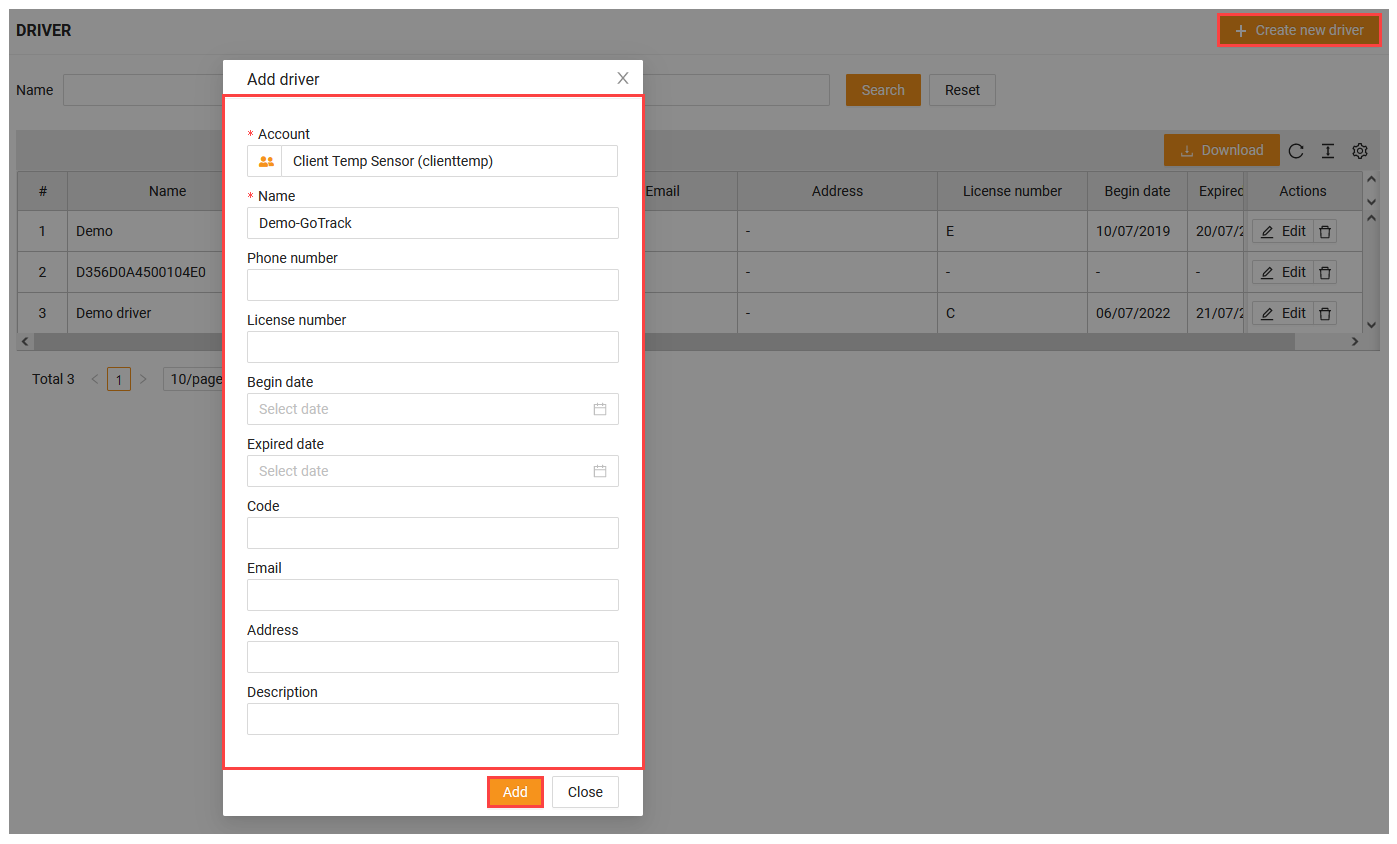 DRIVER
+ Create new driver
Name
Search
Reset
Download
# Name Email Address License number Begin date Expired Actions
1 Demo - E 10/07/2019 20/07/2 Edit
2 D356D0A4500104E0 - - - - Edit
3 Demo driver - C 06/07/2022 21/07/2 Edit
Total 3 < 1 > 10/page
Add driver
* Account
Client Temp Sensor (clienttemp)
* Name
Demo-GoTrack
Phone number
License number
Begin date
Select date
Expired date
Select date
Code
Email
Address
Description
Add
Close